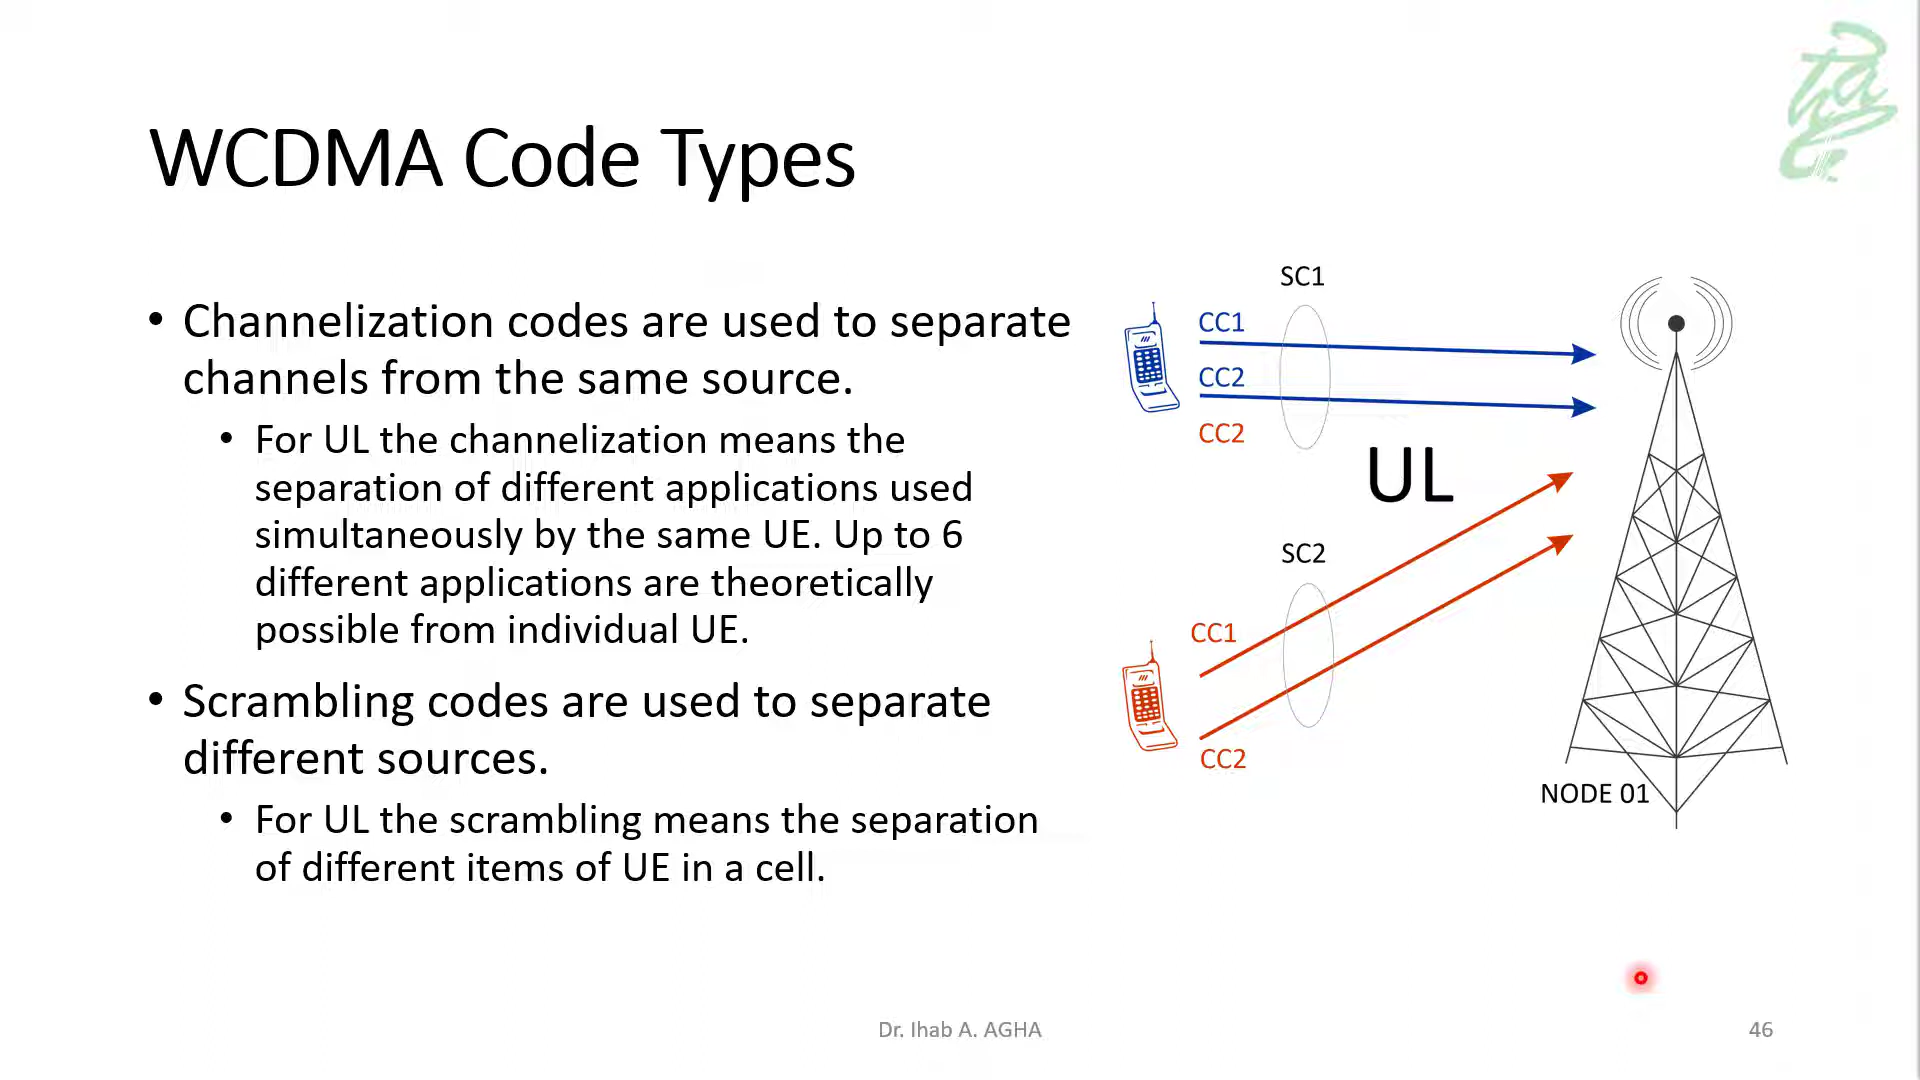 WCDMA Code Types
• Channelization codes are used to separate
channels from the same source.
• For UL the channelization means the
separation of different applications used
simultaneously by the same UE. Up to 6
different applications are theoretically
possible from individual UE.
• Scrambling codes are used to separate
different sources.
• For UL the scrambling means the separation
of different items of UE in a cell.
SC1
CC1
CC2
CC2
UL
SC2
CC1
CC2
NODE 01
Dr. Ihab A. AGHA
46